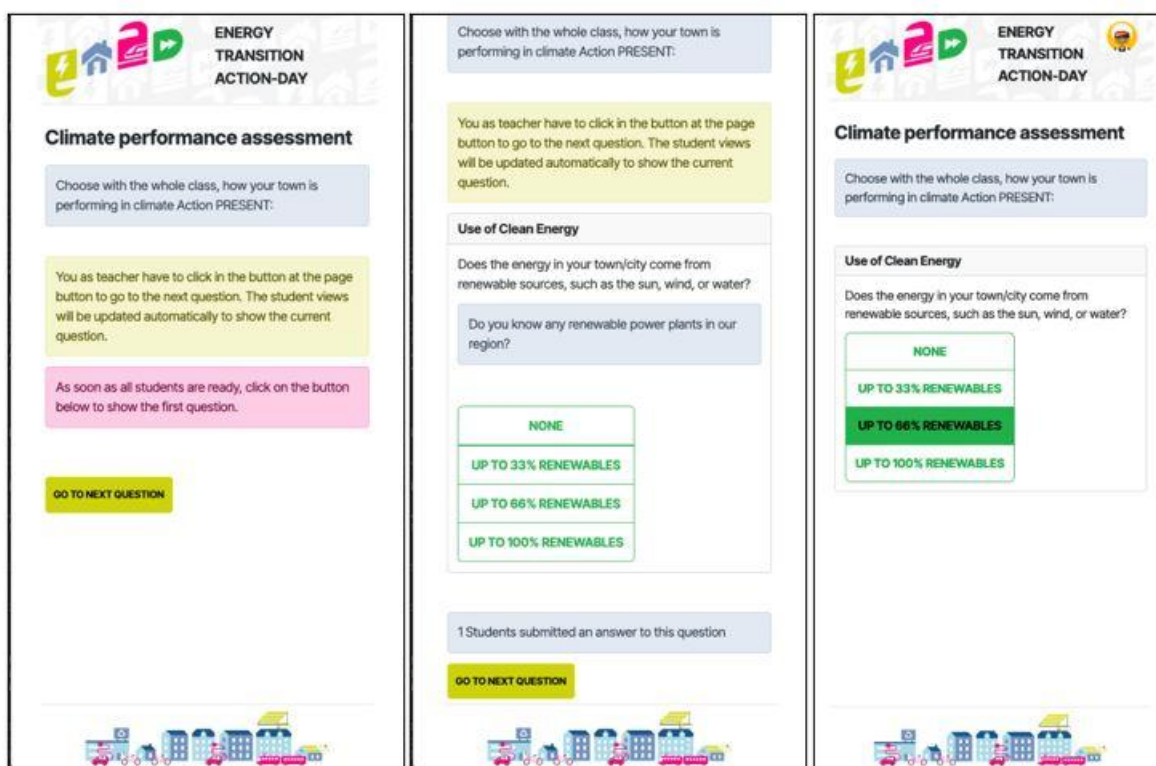 ENERGY
TRANSITION
ACTION-DAY
Climate performance assessment
Choose with the whole class, how your town is
performing in climate Action PRESENT:
You as teacher have to click in the button at the page
button to go to the next question. The student views
will be updated automatically to show the current
question.
As soon as all students are ready, click on the button
below to show the first question.
GO TO NEXT QUESTION
Choose with the whole class, how your town is
performing in climate Action PRESENT:
You as teacher have to click in the button at the page
button to go to the next question. The student views
will be updated automatically to show the current
question.
Use of Clean Energy
Does the energy in your town/city come from
renewable sources, such as the sun, wind, or water?
Do you know any renewable power plants in our
region?
NONE
UP TO 33% RENEWABLES
UP TO 66% RENEWABLES
UP TO 100% RENEWABLES
1 Students submitted an answer to this question
GO TO NEXT QUESTION
ENERGY
TRANSITION
ACTION-DAY
Climate performance assessment
Choose with the whole class, how your town is
performing in climate Action PRESENT:
Use of Clean Energy
Does the energy in your town/city come from
renewable sources, such as the sun, wind, or water?
NONE
UP TO 33% RENEWABLES
UP TO 66% RENEWABLES
UP TO 100% RENEWABLES